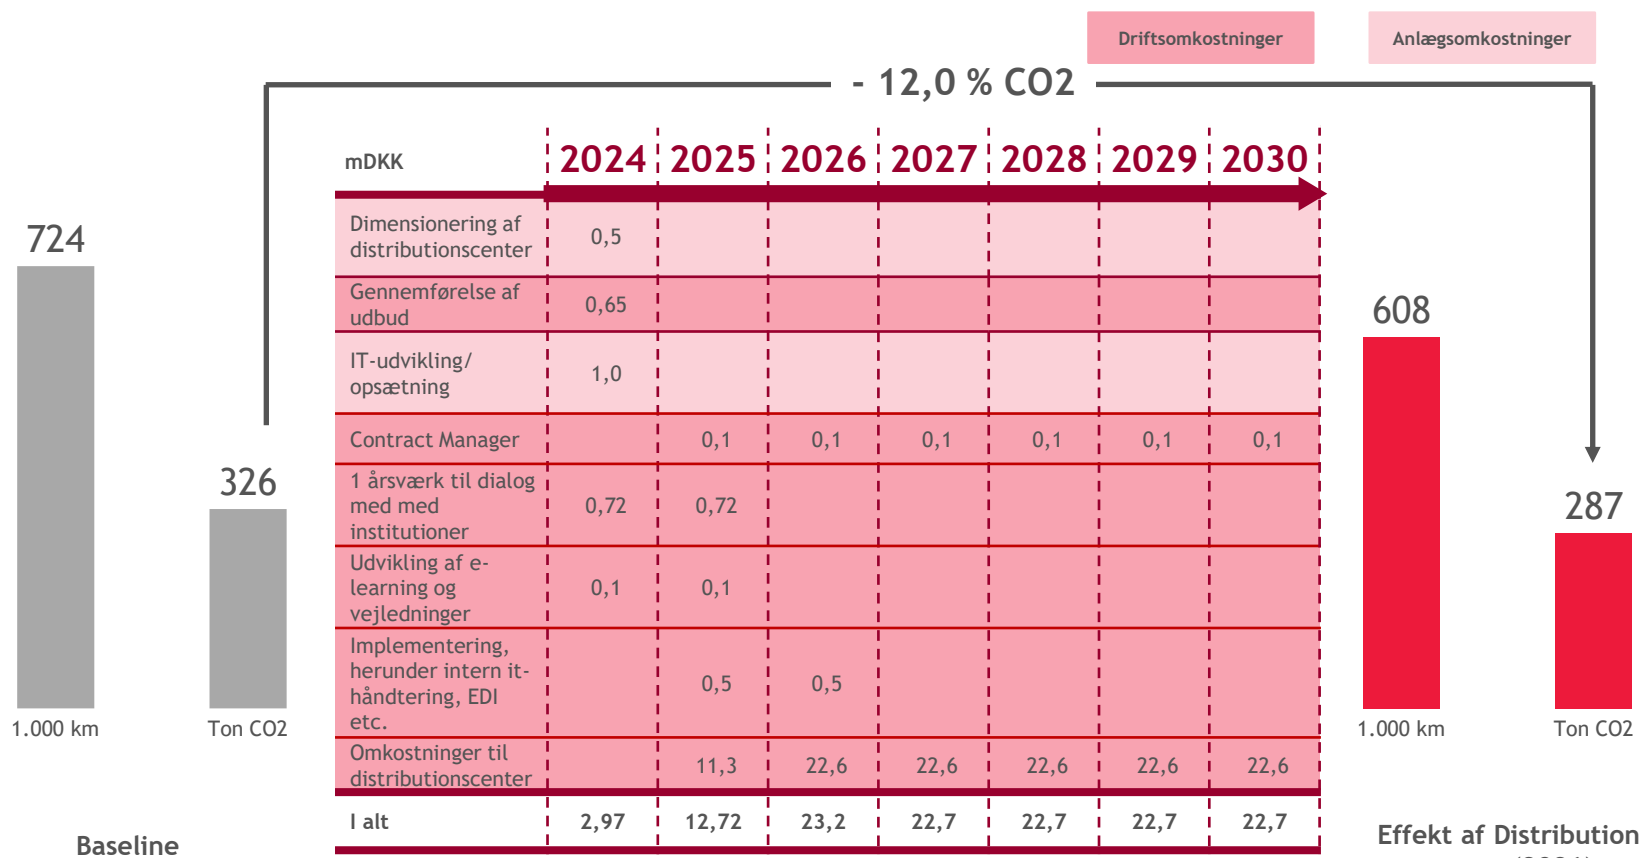 Driftsomkostninger
Anlægsomkostninger
- 12,0 % CO2
mDKK 2024 2025 2026 2027 2028 2029 2030
Dimensionering af
distributionscenter
0,5
Gennemførelse af
udbud
0,65
IT-udvikling/
opsætning
1,0
Contract Manager 0,1 0,1 0,1 0,1 0,1 0,1
1 årsværk til dialog
med med
institutioner
0,72 0,72
Udvikling af e-
learning og
vejledninger
0,1 0,1
Implementering,
herunder intern it-
håndtering, EDI
etc.
0,5 0,5
Omkostninger til
distributionscenter
11,3 22,6 22,6 22,6 22,6 22,6
I alt 2,97 12,72 23,2 22,7 22,7 22,7 22,7
724
1.000 km
326
Ton CO2
Baseline
608
1.000 km
287
Ton CO2
Effekt af Distribution